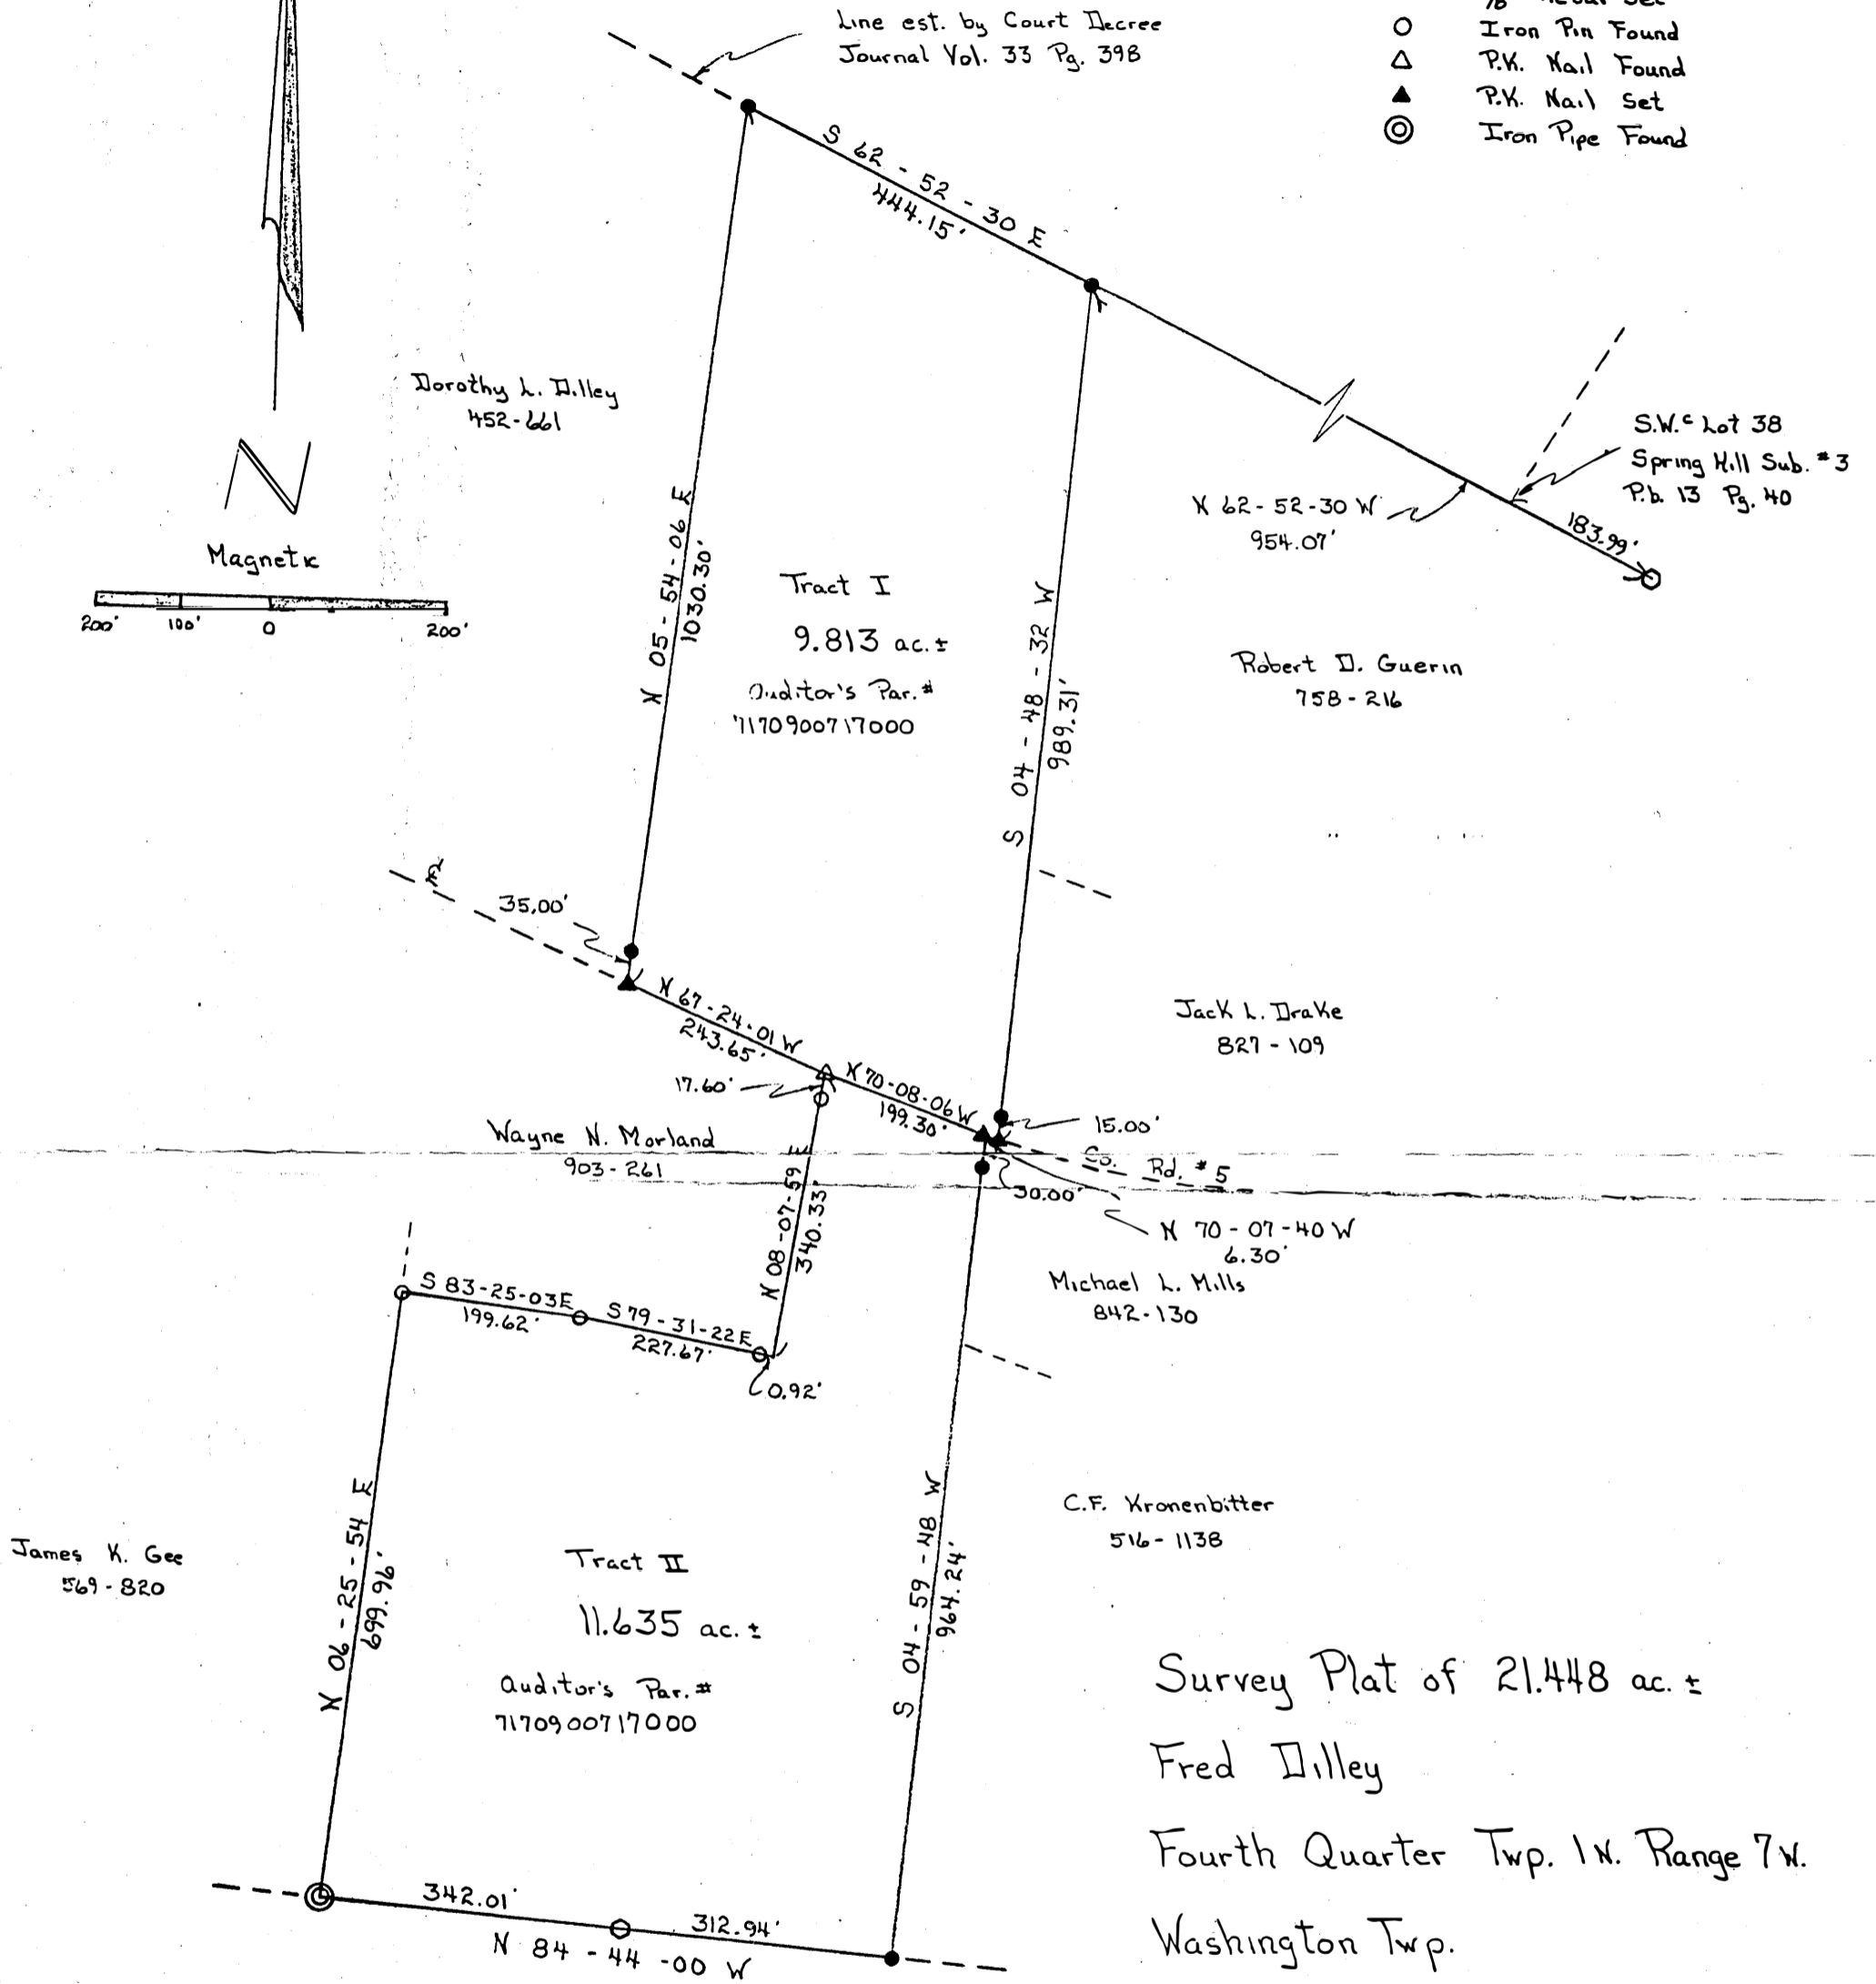 Line est. by Court Decree
Journal Vol. 33 Pg. 398
Iron Pin Found
P.K. Nail Found
P.K. Nail Set
Iron Pipe Found
S 62-52-30 E
444.15'
Dorothy L. Dilley
452-661
N
Magnetic
200' 100' 0 200'
S.W.c Lot 38
Spring Hill Sub. #3
P.b. 13 Pg. 40
N 62-52-30 W
954.07'
183.99'
N 05-54-06 E
1030.30'
Tract I
9.813 ac.±
Auditor's Par.#
7170900717000
S 04-48-32 W
989.31'
Robert D. Guerin
758-216
35.00'
N 67-24-01 W
243.65'
17.60'
N 70-08-06 W
199.30'
Jack L. Drake
827-109
15.00'
Wayne N. Morland
903-261
Co. Rd. #5
30.00'
N 70-07-40 W
6.30'
N 08-07-59 E
340.33'
Michael L. Mills
842-130
S 83-25-03 E
199.62'
S 79-31-22 E
227.67'
0.92'
N 06-25-54 E
699.96'
James K. Gee
569-820
Tract II
11.635 ac.±
Auditor's Par.#
7170900717000
S 04-59-48 W
964.24'
C.F. Kronenbitter
516-1138
342.01'
312.94'
N 84-44-00 W
Survey Plat of 21.448 ac.±
Fred Dilley
Fourth Quarter Twp. 1 N. Range 7 W.
Washington Twp.